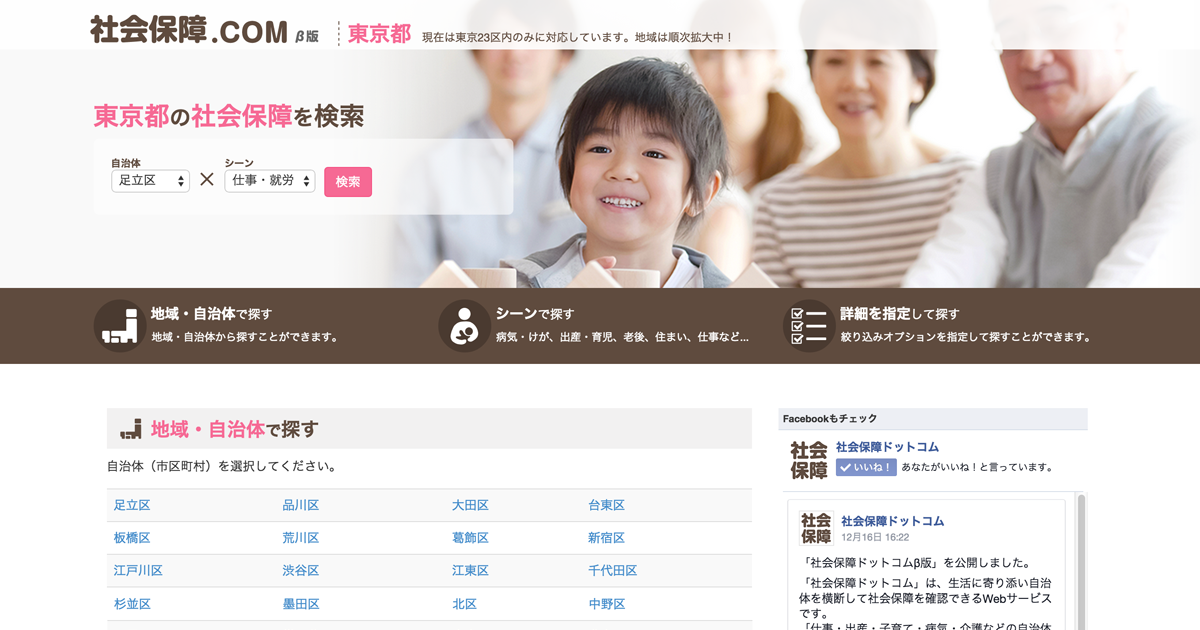 社会保障.COM β版 東京都 現在は東京23区内のみに対応しています。地域は順次拡大中！
東京都の社会保障を検索
自治体 シーン
足立区 × 仕事・就労 検索
地域・自治体で探す
地域・自治体から探すことができます。
シーンで探す
病気・けが、出産・育児、老後、住まい、仕事など...
詳細を指定して探す
絞り込みオプションを指定して探すことができます。
地域・自治体で探す
自治体（市区町村）を選択してください。
足立区 品川区 大田区 台東区
板橋区 荒川区 葛飾区 新宿区
江戸川区 渋谷区 江東区 千代田区
杉並区 墨田区 北区 中野区
Facebookもチェック
社会保障
社会保障ドットコム
いいね！ あなたがいいね！と言っています。
社会保障
社会保障ドットコム
12月16日 16:22
「社会保障ドットコムβ版」を公開しました。
「社会保障ドットコム」は、生活に寄り添い自治
体を横断して社会保障を確認できるWebサービス
です。
「仕事・出産・子育て・病気・介護などの自治体